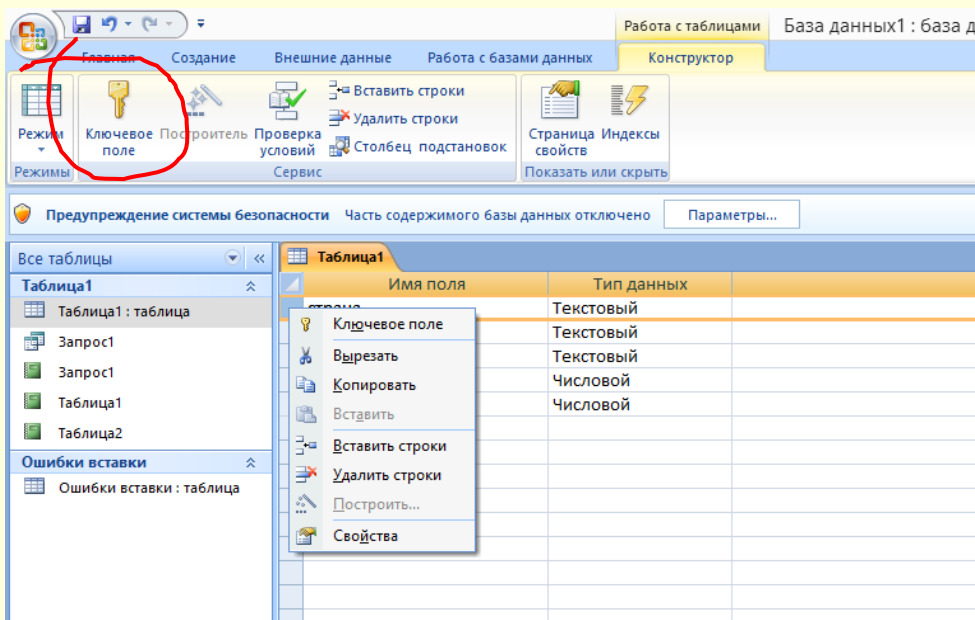 Работа с таблицами База данных1 : база д
Главная Создание Внешние данные Работа с базами данных Конструктор
Режим
Ключевое поле
Построитель
Проверка условий
Вставить строки
Удалить строки
Столбец подстановок
Страница свойств
Индексы
Режимы Сервис Показать или скрыть
Предупреждение системы безопасности Часть содержимого базы данных отключено Параметры...
Все таблицы
Таблица1
Таблица1 : таблица
Запрос1
Запрос1
Таблица1
Таблица2
Ошибки вставки
Ошибки вставки : таблица
Таблица1
Имя поля Тип данных
страна Текстовый
Текстовый
Текстовый
Числовой
Числовой
Ключевое поле
Вырезать
Копировать
Вставить
Вставить строки
Удалить строки
Построить...
Свойства